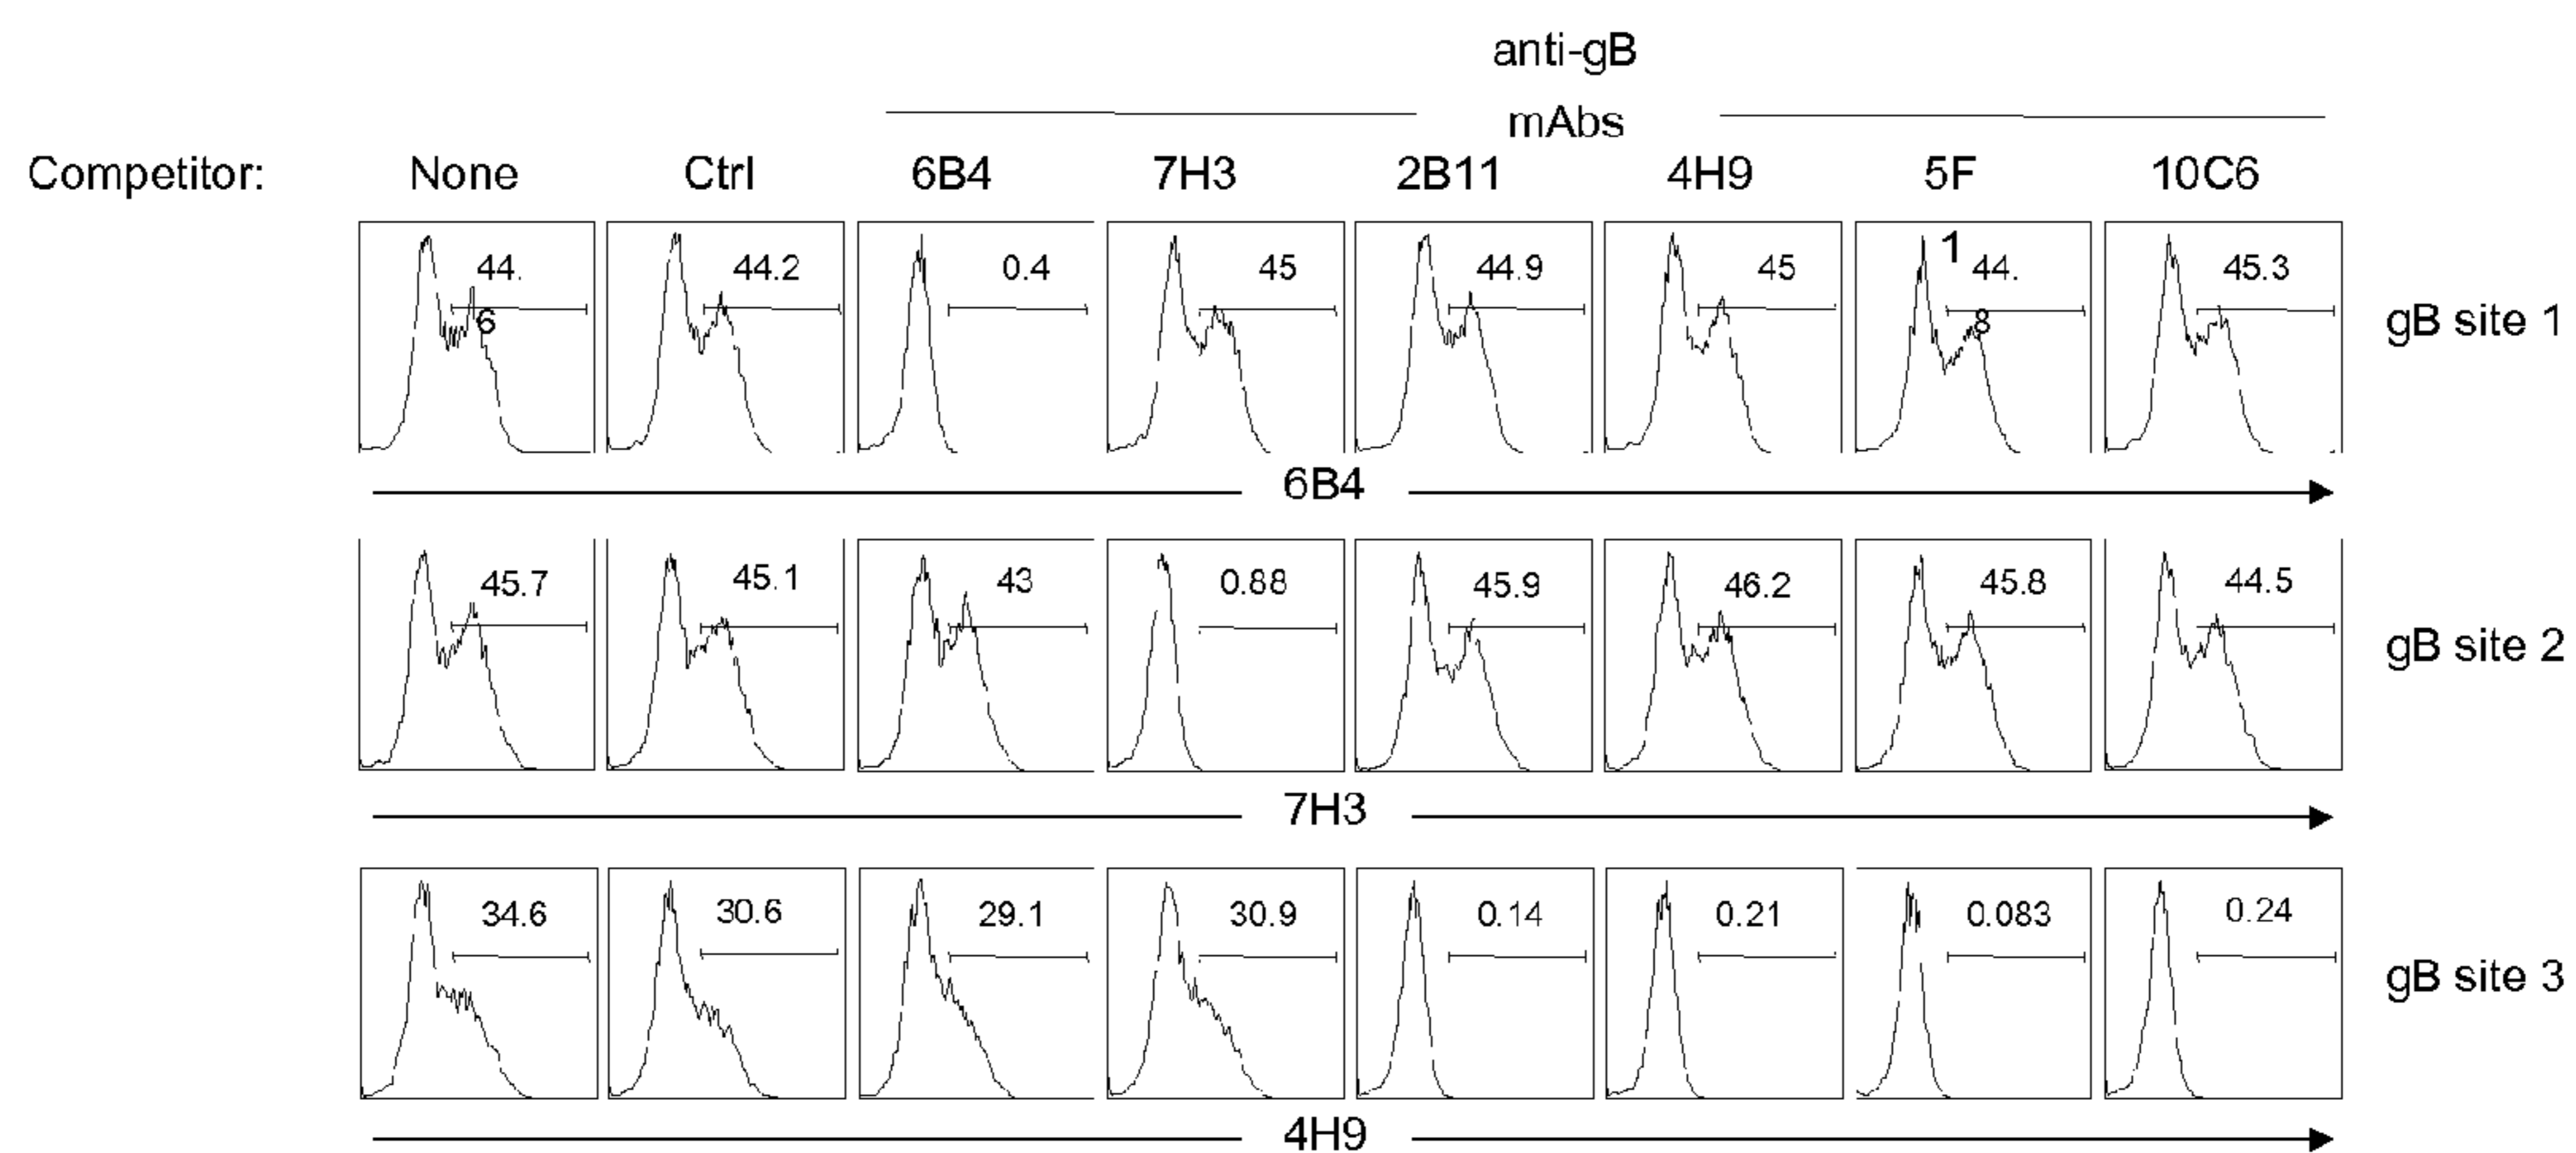 anti-gB
mAbs
Competitor: None Ctrl 6B4 7H3 2B11 4H9 5F 10C6
1
44. 44.2 0.4 45 44.9 45 44. 45.3
6 8 gB site 1
6B4
45.7 45.1 43 0.88 45.9 46.2 45.8 44.5
gB site 2
7H3
34.6 30.6 29.1 30.9 0.14 0.21 0.083 0.24
gB site 3
4H9